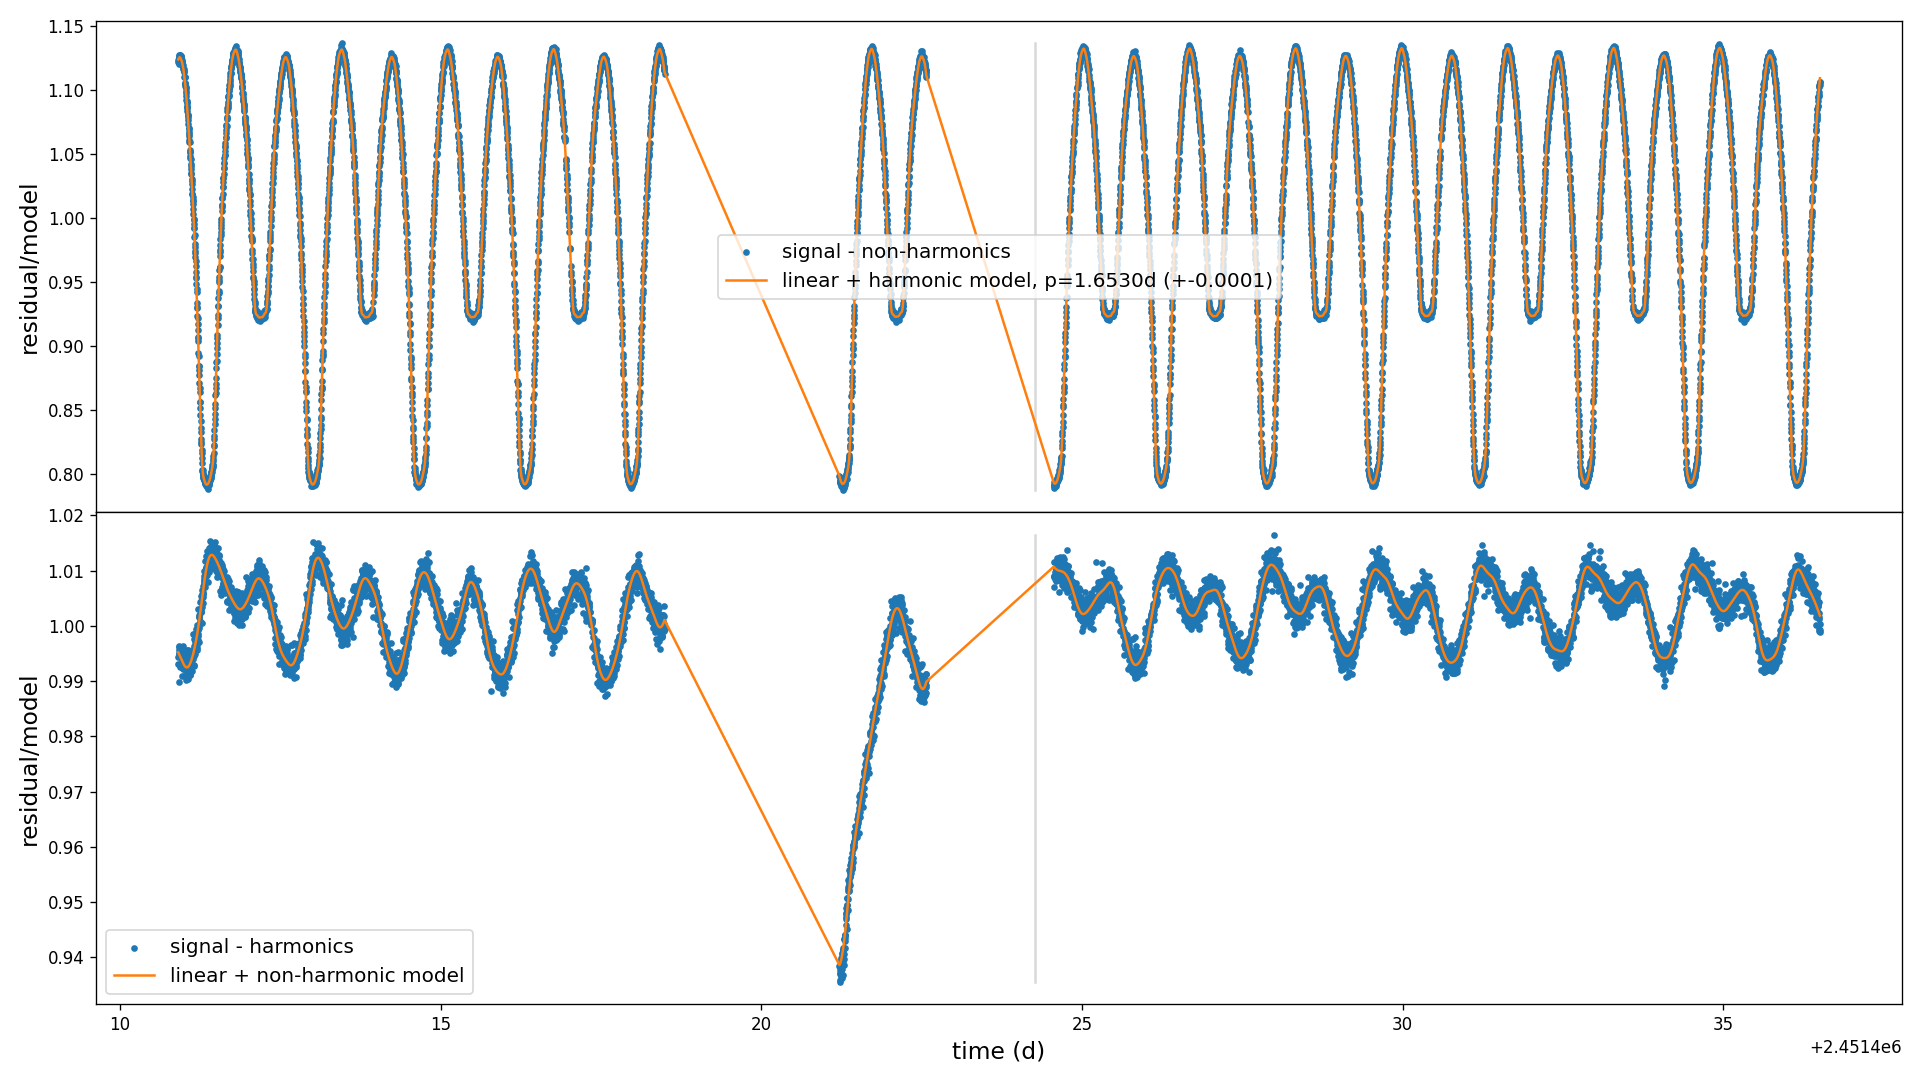 1.15
1.10
1.05
1.00
0.95
0.90
0.85
0.80
residual/model
signal - non-harmonics
linear + harmonic model, p=1.6530d (+-0.0001)
1.02
1.01
1.00
0.99
0.98
0.97
0.96
0.95
0.94
residual/model
signal - harmonics
linear + non-harmonic model
10 15 20 25 30 35
time (d)
+2.4514e6